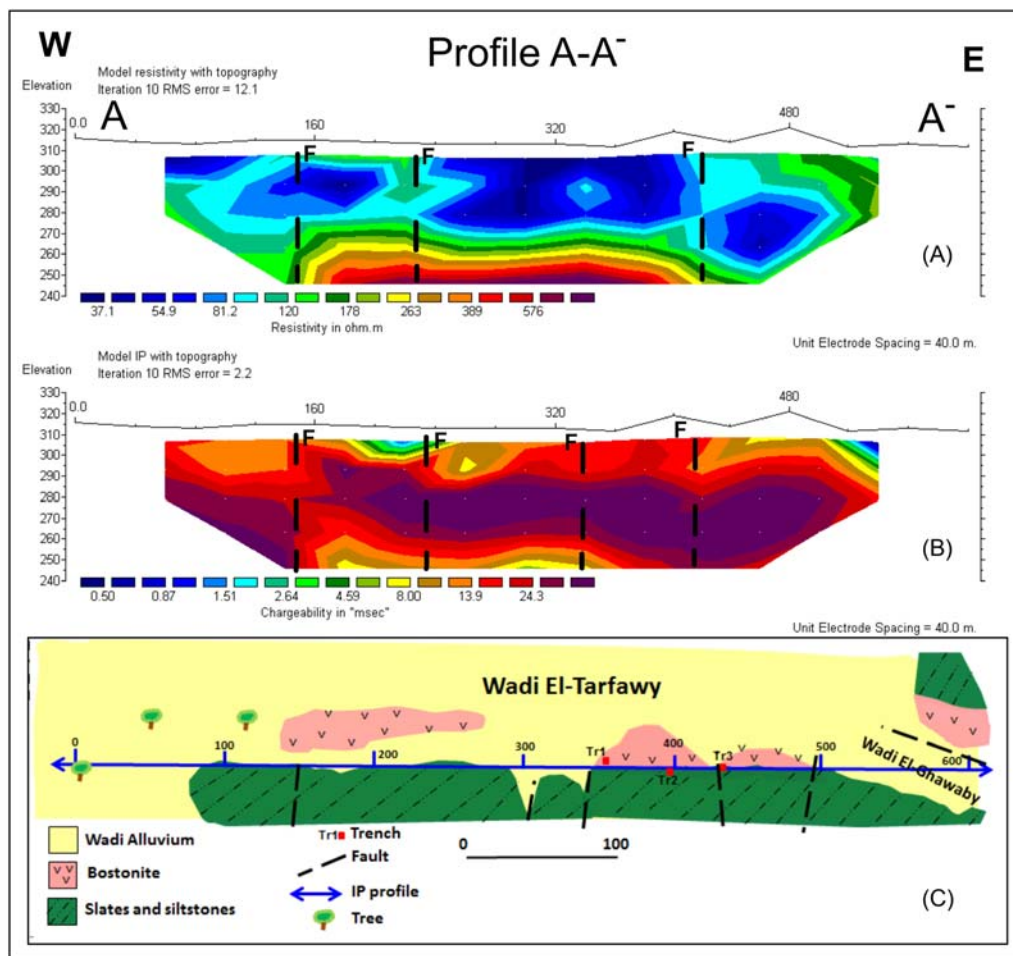 W
Profile A-A-
E
Model resistivity with topography
Iteration 10 RMS error = 12.1
Elevation
330
320
310
300
290
280
270
260
250
240
0.0
A
160
320
480
A-
F
F
F
(A)
37.1 54.9 81.2 120 178 263 389 576
Resistivity in ohm.m
Unit Electrode Spacing = 40.0 m.
Model IP with topography
Iteration 10 RMS error = 2.2
Elevation
330
320
310
300
290
280
270
260
250
240
0.0
160
320
480
F
F
F
F
(B)
0.50 0.87 1.51 2.64 4.59 8.00 13.9 24.3
Chargeability in "msec"
Unit Electrode Spacing = 40.0 m.
Wadi El-Tarfawy
Wadi El-Ghawaby
0 100 200 300 400 500 600
Tr1
Tr2
Tr3
Wadi Alluvium
Bostonite
Slates and siltstones
Tr1 Trench
Fault
IP profile
Tree
0 100
(C)